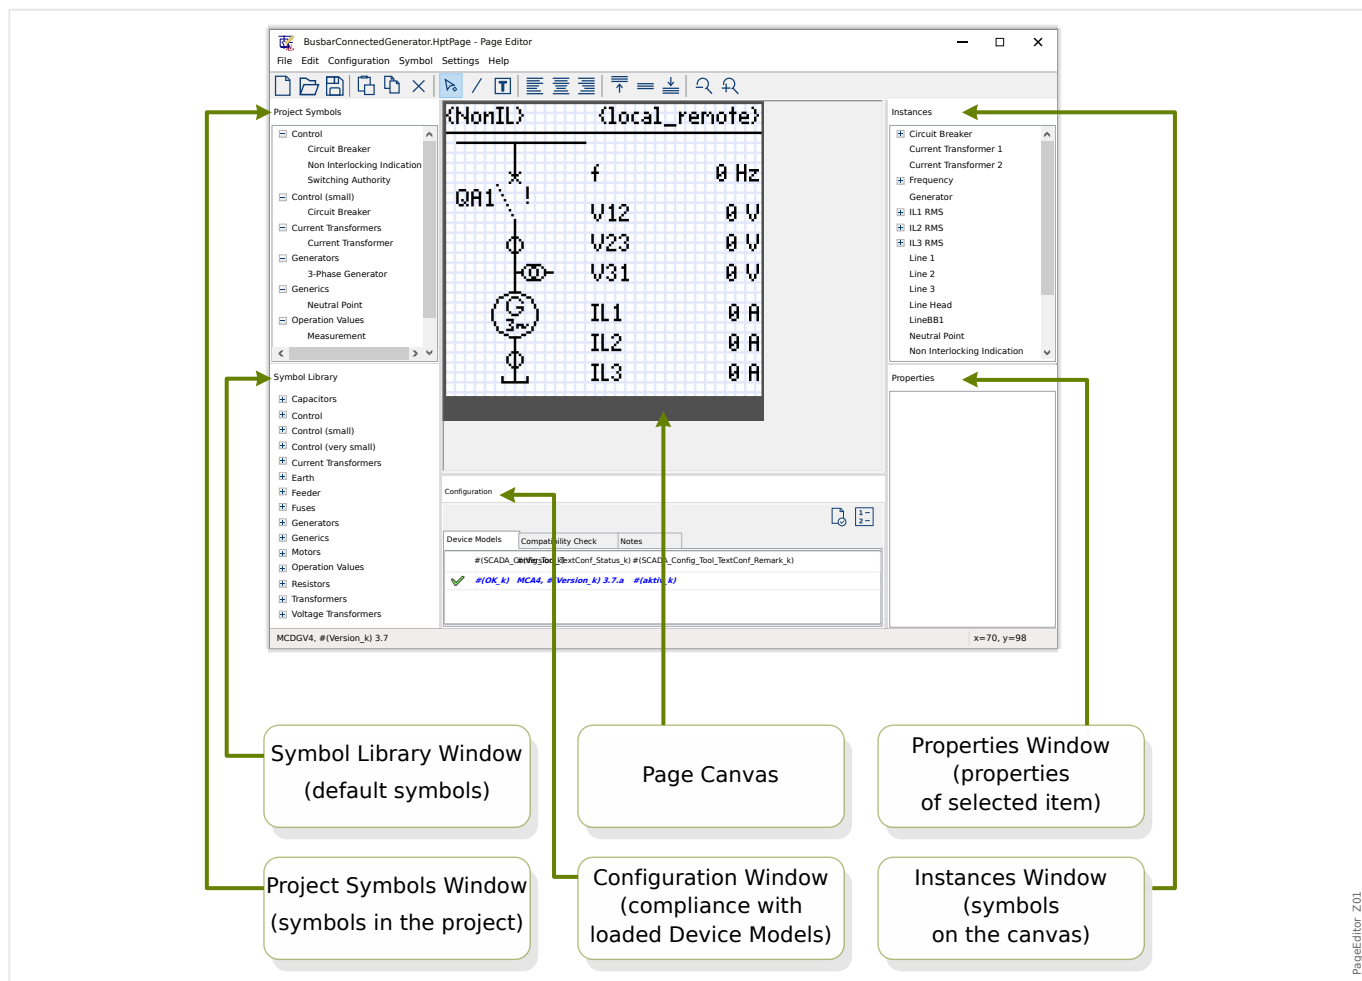 BusbarConnectedGenerator.HptPage - Page Editor
File Edit Configuration Symbol Settings Help
Project Symbols
Control
Circuit Breaker
Non Interlocking Indication
Switching Authority
Control (small)
Circuit Breaker
Current Transformers
Current Transformer
Generators
3-Phase Generator
Generics
Neutral Point
Operation Values
Measurement
Symbol Library
Capacitors
Control
Control (small)
Control (very small)
Current Transformers
Earth
Feeder
Fuses
Generators
Generics
Motors
Operation Values
Resistors
Transformers
Voltage Transformers
{NonIL} {local_remote}
f 0 Hz
QA1 !
V12 0 V
V23 0 V
V31 0 V
G
3~
IL1 0 A
IL2 0 A
IL3 0 A
Configuration
Device Models Compatibility Check Notes
#(SCADA_Config_Tool_TextConf_Status_k) #(Version_k) #(SCADA_Config_Tool_TextConf_Remark_k)
#(OK_k) MCA4, #(Version_k) 3.7.a #(aktiv_k)
Instances
Circuit Breaker
Current Transformer 1
Current Transformer 2
Frequency
Generator
IL1 RMS
IL2 RMS
IL3 RMS
Line 1
Line 2
Line 3
Line Head
LineBB1
Neutral Point
Non Interlocking Indication
Properties
MCDGV4, #(Version_k) 3.7
x=70, y=98
Symbol Library Window
(default symbols)
Page Canvas
Properties Window
(properties
of selected item)
Project Symbols Window
(symbols in the project)
Configuration Window
(compliance with
loaded Device Models)
Instances Window
(symbols
on the canvas)
PageEditor_Z01